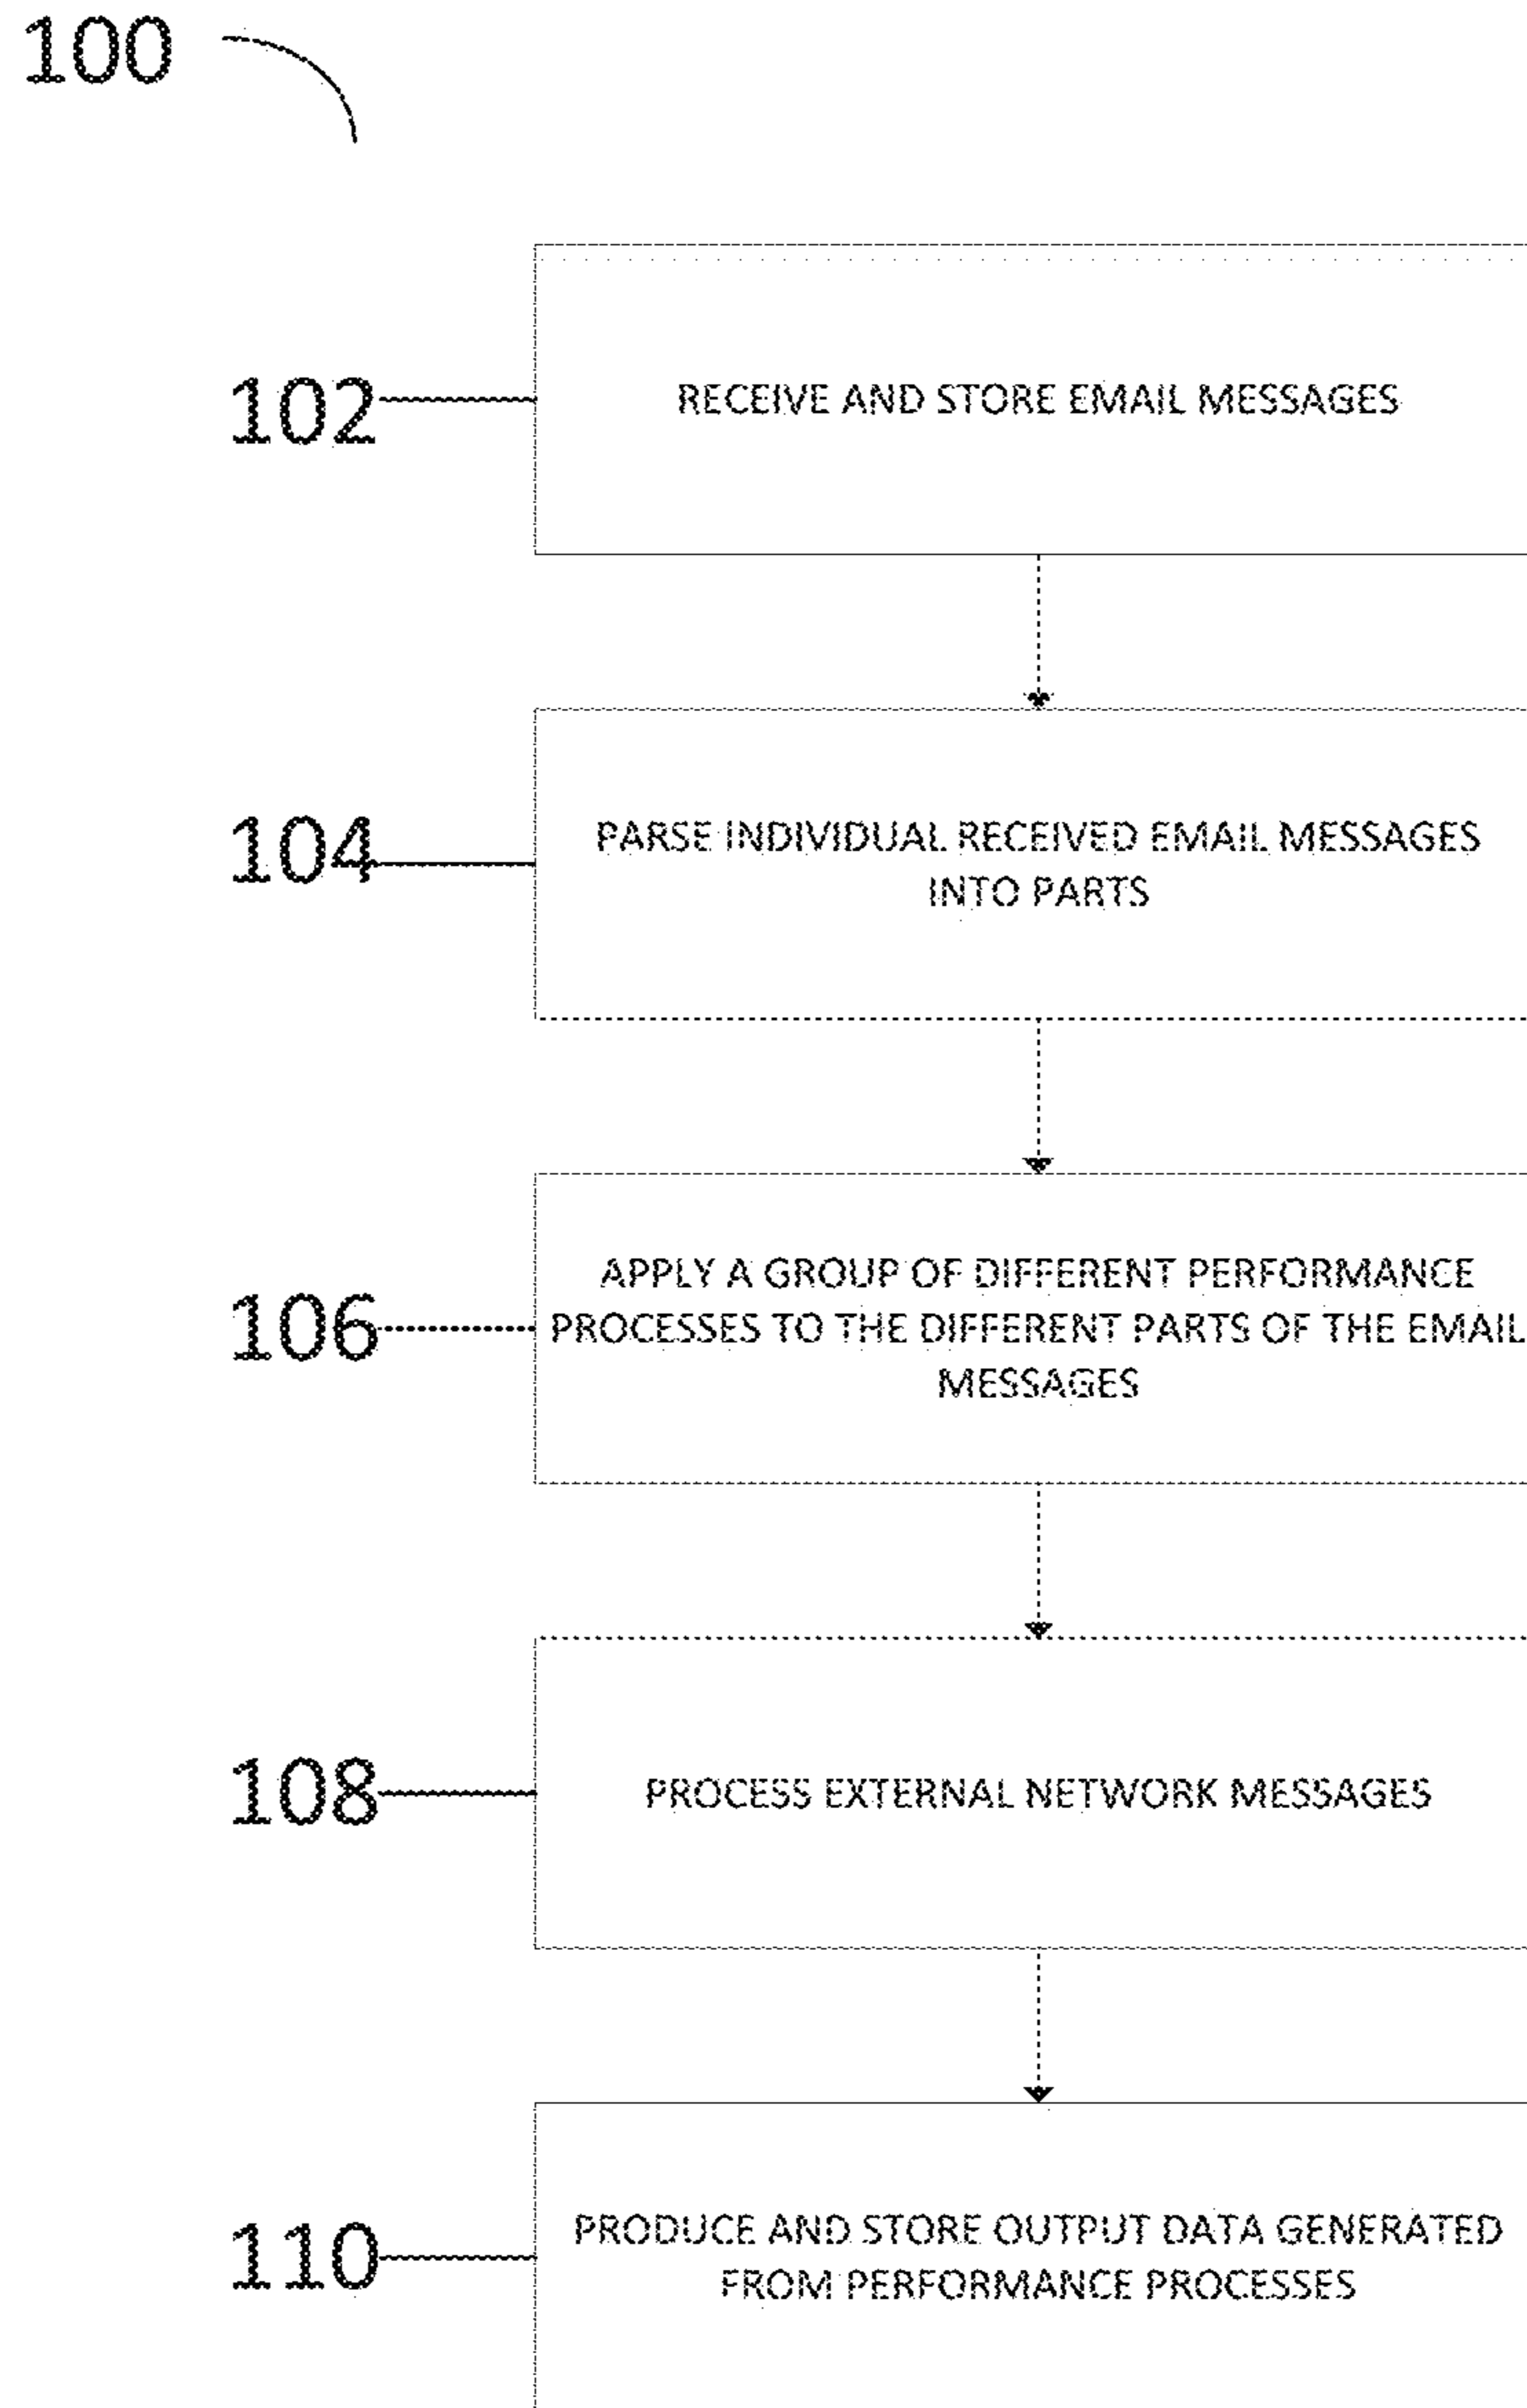 100
102
RECEIVE AND STORE EMAIL MESSAGES
104
PARSE INDIVIDUAL RECEIVED EMAIL MESSAGES
INTO PARTS
106
APPLY A GROUP OF DIFFERENT PERFORMANCE
PROCESSES TO THE DIFFERENT PARTS OF THE EMAIL
MESSAGES
108
PROCESS EXTERNAL NETWORK MESSAGES
110
PRODUCE AND STORE OUTPUT DATA GENERATED
FROM PERFORMANCE PROCESSES